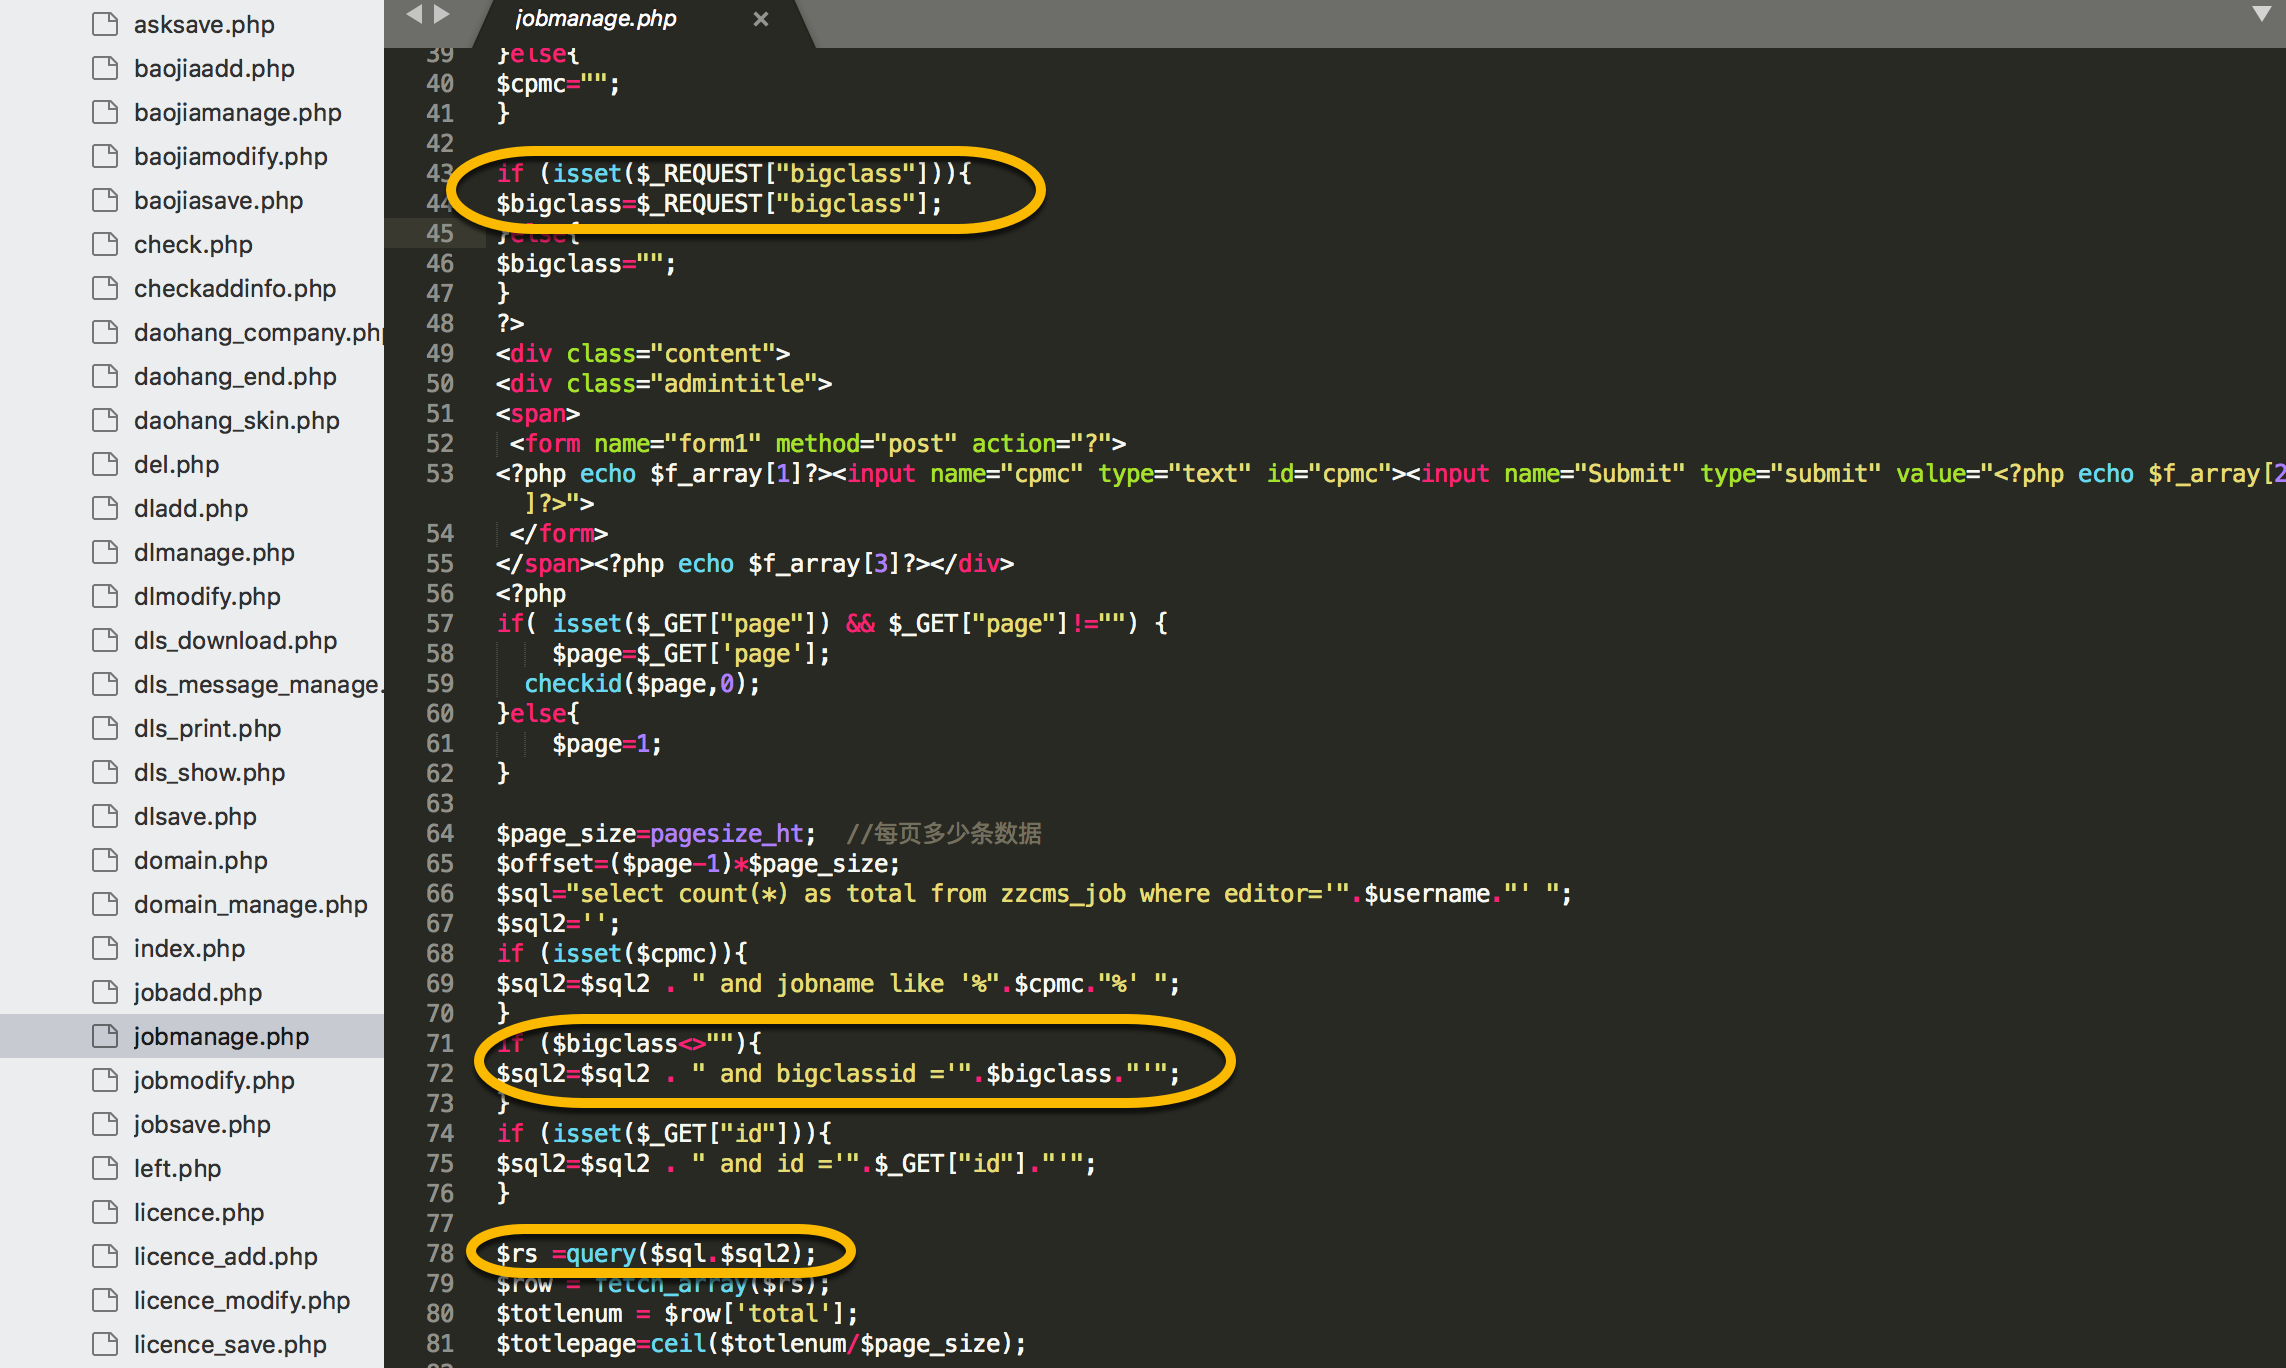 asksave.php
baojiaadd.php
baojiamanage.php
baojiamodify.php
baojiasave.php
check.php
checkaddinfo.php
daohang_company.php
daohang_end.php
daohang_skin.php
del.php
dladd.php
dlmanage.php
dlmodify.php
dls_download.php
dls_message_manage.
dls_print.php
dls_show.php
dlsave.php
domain.php
domain_manage.php
index.php
jobadd.php
jobmanage.php
jobmodify.php
jobsave.php
left.php
licence.php
licence_add.php
licence_modify.php
licence_save.php
jobmanage.php ×
39 }else{
40 $cpmc="";
41 }
42
43 if (isset($_REQUEST["bigclass"])){
44 $bigclass=$_REQUEST["bigclass"];
45 }else{
46 $bigclass="";
47 }
48 ?>
49 <div class="content">
50 <div class="admintitle">
51 <span>
52 <form name="form1" method="post" action="?">
53 <?php echo $f_array[1]?><input name="cpmc" type="text" id="cpmc"><input name="Submit" type="submit" value="<?php echo $f_array[2
]?>">
54 </form>
55 </span><?php echo $f_array[3]?></div>
56 <?php
57 if( isset($_GET["page"]) && $_GET["page"]!="") {
58 $page=$_GET['page'];
59 checkid($page,0);
60 }else{
61 $page=1;
62 }
63
64 $page_size=pagesize_ht; //每页多少条数据
65 $offset=($page-1)*$page_size;
66 $sql="select count(*) as total from zzcms_job where editor='".$username."' ";
67 $sql2='';
68 if (isset($cpmc)){
69 $sql2=$sql2 . " and jobname like '%".$cpmc."%' ";
70 }
71 if ($bigclass<>""){
72 $sql2=$sql2 . " and bigclassid ='".$bigclass."'";
73 }
74 if (isset($_GET["id"])){
75 $sql2=$sql2 . " and id ='".$_GET["id"]."'";
76 }
77
78 $rs =query($sql.$sql2);
79 $row = fetch_array($rs);
80 $totlenum = $row['total'];
81 $totlepage=ceil($totlenum/$page_size);